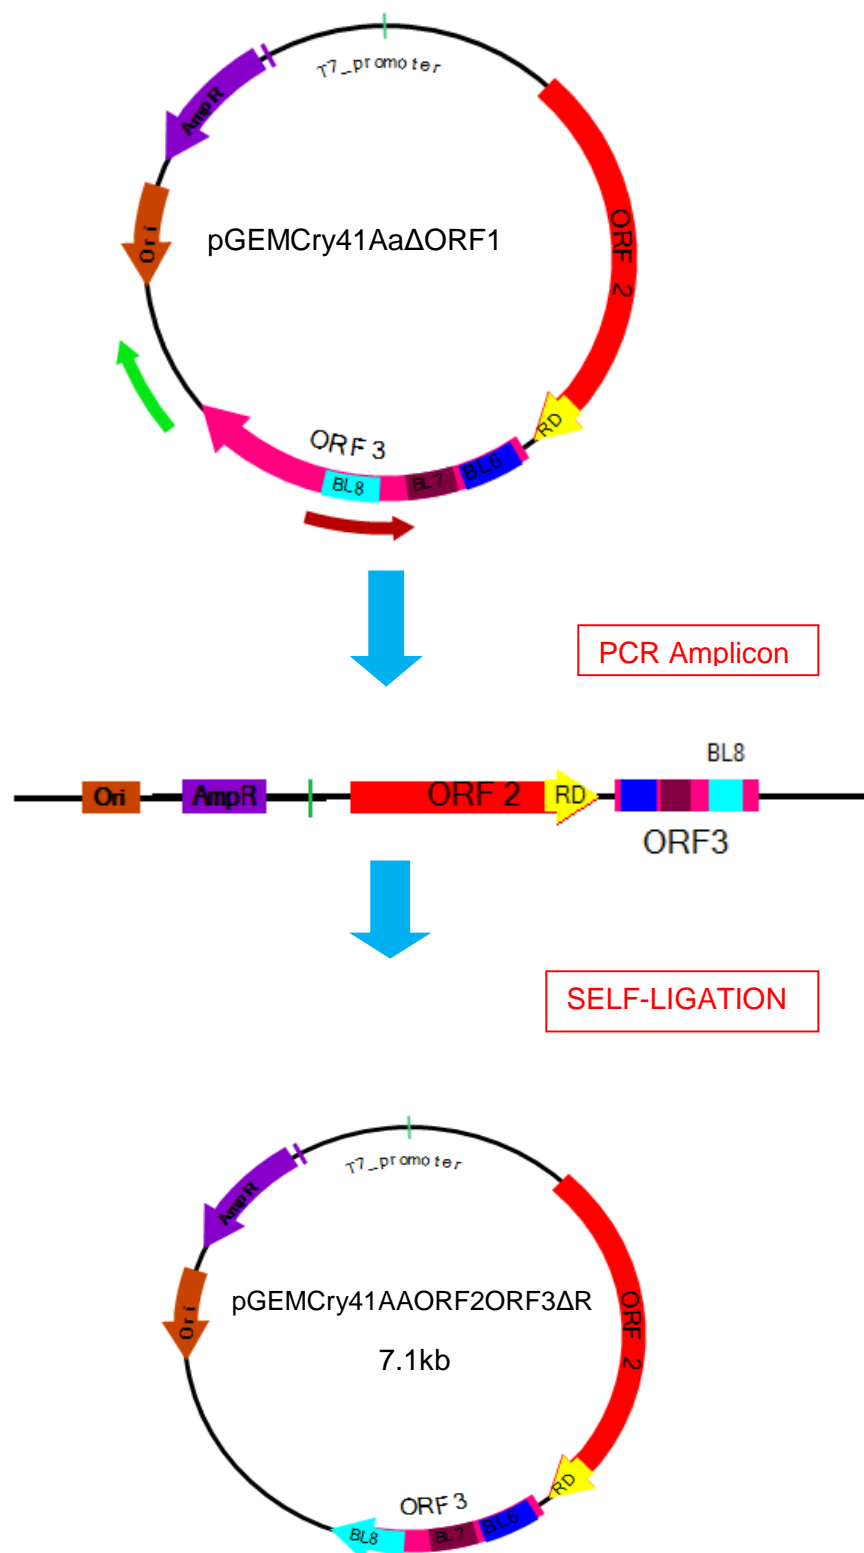 T7_promoter
AmpR
Ori
pGEMCry41AaΔORF1
ORF 2
RD
ORF 3
BL8
BL7
BL6
PCR Amplicon
BL8
Ori
AmpR
ORF 2
RD
ORF3
SELF-LIGATION
T7_promoter
AmpR
Ori
pGEMCry41AAORF2ORF3ΔR
7.1kb
ORF 2
RD
ORF 3
BL8
BL7
BL6